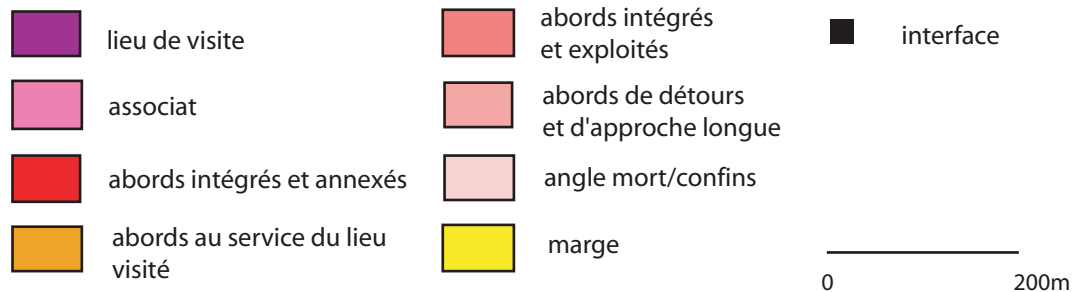 lieu de visite
associat
abords intégrés et annexés
abords au service du lieu
visité
abords intégrés
et exploités
abords de détours
et d'approche longue
angle mort/confins
marge
interface
0 200m